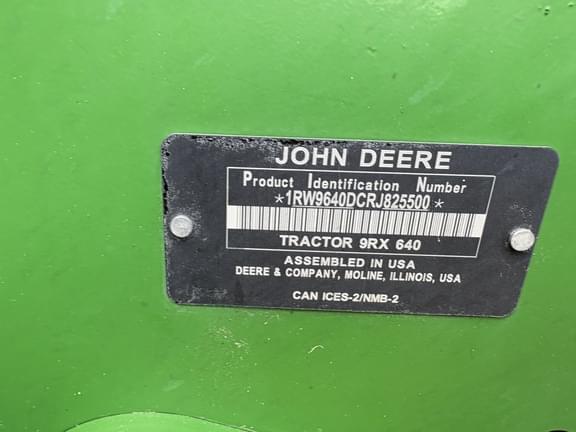 JOHN DEERE
Product Identification Number
*1RW9640DCRJ825500*
TRACTOR 9RX 640
ASSEMBLED IN USA
DEERE & COMPANY, MOLINE, ILLINOIS, USA
CAN ICES-2/NMB-2